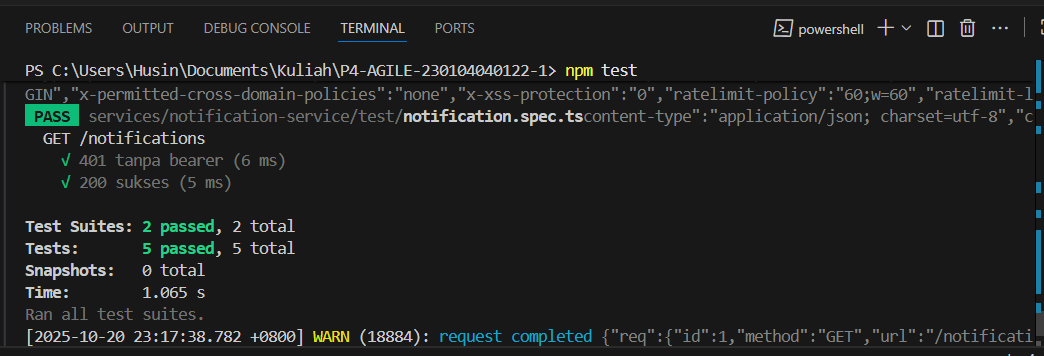 PROBLEMS OUTPUT DEBUG CONSOLE TERMINAL PORTS powershell
PS C:\Users\Husin\Documents\Kuliah\P4-AGILE-230104040122-1> npm test
GIN","x-permitted-cross-domain-policies":"none","x-xss-protection":"0","ratelimit-policy":"60;w=60","ratelimit-l
PASS services/notification-service/test/notification.spec.tscontent-type":"application/json; charset=utf-8","c
GET /notifications
√ 401 tanpa bearer (6 ms)
√ 200 sukses (5 ms)
Test Suites: 2 passed, 2 total
Tests: 5 passed, 5 total
Snapshots: 0 total
Time: 1.065 s
Ran all test suites.
[2025-10-20 23:17:38.782 +0800] WARN (18884): request completed {"req":{"id":1,"method":"GET","url":"/notificati